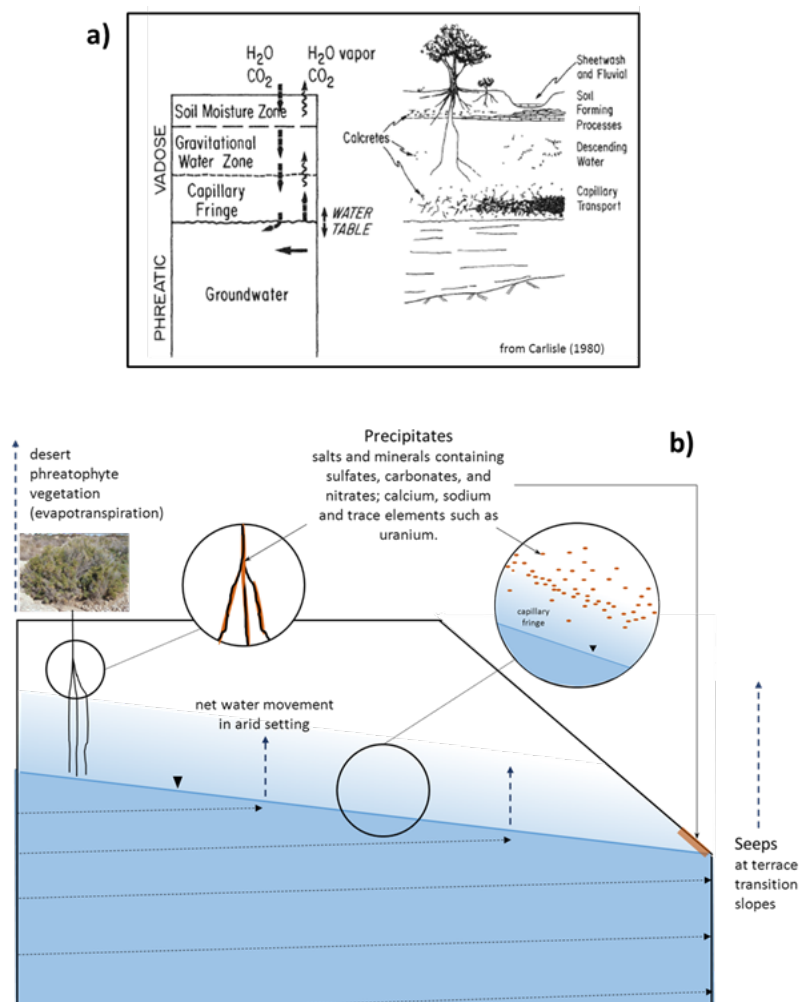 a)
H2O
CO2
H2O vapor
CO2
VADOSE
PHREATIC
Soil Moisture Zone
Gravitational
Water Zone
Capillary
Fringe
WATER
TABLE
Groundwater
Calcretes
Sheetwash
and Fluvial
Soil
Forming
Processes
Descending
Water
Capillary
Transport
from Carlisle (1980)
b)
desert
phreatophyte
vegetation
(evapotranspiration)
Precipitates
salts and minerals containing
sulfates, carbonates, and
nitrates; calcium, sodium
and trace elements such as
uranium.
capillary
fringe
net water movement
in arid setting
Seeps
at terrace
transition
slopes